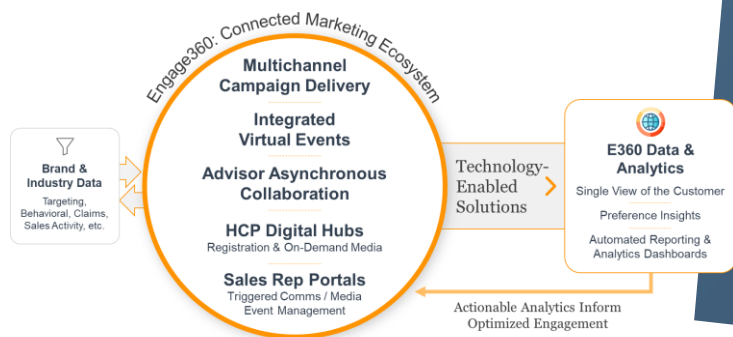 Engage360: Connected Marketing Ecosystem
Multichannel
Campaign Delivery
Integrated
Virtual Events
Advisor Asynchronous
Collaboration
HCP Digital Hubs
Registration & On-Demand Media
Sales Rep Portals
Triggered Comms / Media
Event Management
Brand &
Industry Data
Targeting,
Behavioral, Claims,
Sales Activity, etc.
Technology-
Enabled
Solutions
E360 Data &
Analytics
Single View of the Customer
Preference Insights
Automated Reporting &
Analytics Dashboards
Actionable Analytics Inform
Optimized Engagement